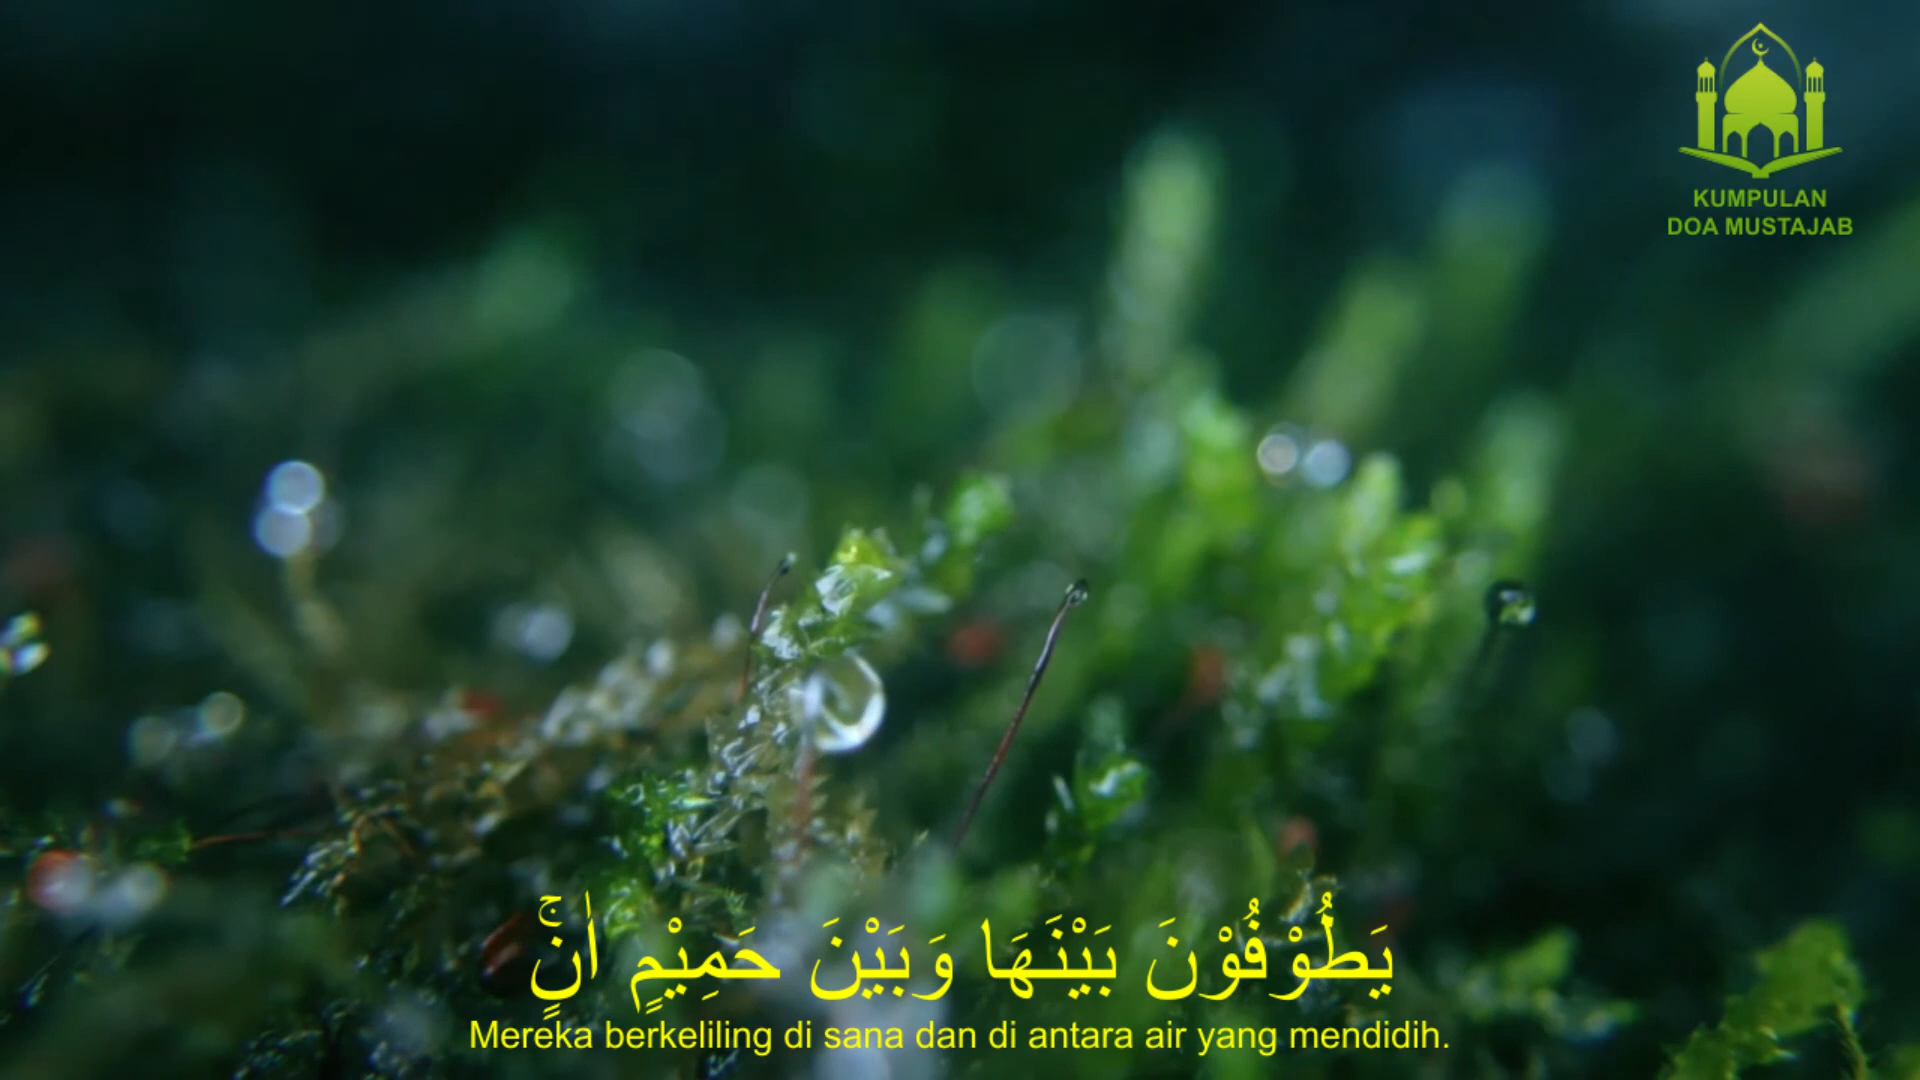 KUMPULAN
DOA MUSTAJAB
يَطُوْفُوْنَ بَيْنَهَا وَبَيْنَ حَمِيْمٍ اٰنٍۚ
Mereka berkeliling di sana dan di antara air yang mendidih.